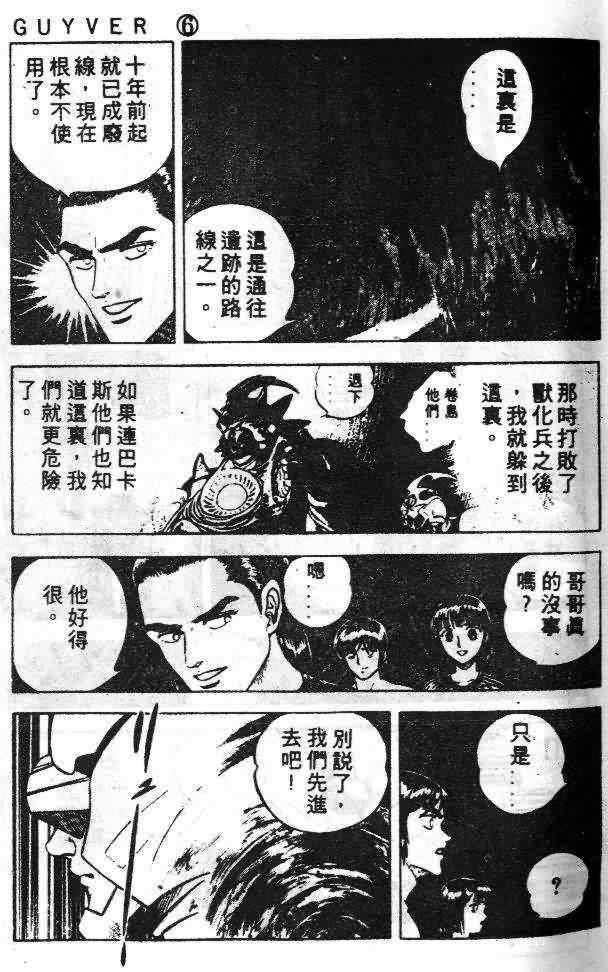 GUYVER ⑥
這裏是
‥‥
這是通往
遺跡的路
線之一。
十年前起
就已成廢
線，現在
根本不使
用了。
那時打敗了
獸化兵之後
，我就躲到
這裏。
卷島
他們‥‥
退下
‥‥
如果連巴卡
斯他們也知
道這裏，我
們就更危險
了。
哥哥眞
的沒事
嗎？
嗯
‥‥
他好得
很。
只是
‥‥
？
別説了，
我們先進
去吧！